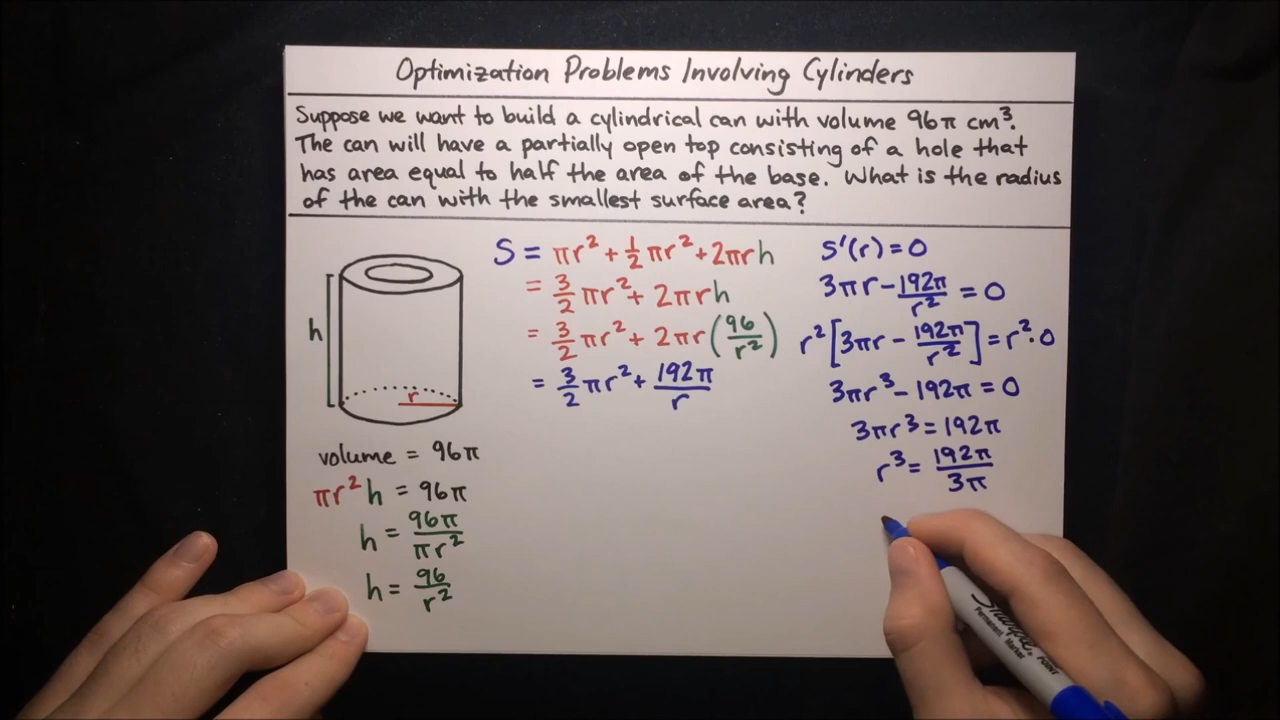 Optimization Problems Involving Cylinders
Suppose we want to build a cylindrical can with volume 96π cm³.
The can will have a partially open top consisting of a hole that
has area equal to half the area of the base. What is the radius
of the can with the smallest surface area?
h
r
volume = 96π
πr²h = 96π
h = 96π/πr²
h = 96/r²
S = πr² + ½πr² + 2πrh
= 3/2 πr² + 2πrh
= 3/2 πr² + 2πr(96/r²)
= 3/2 πr² + 192π/r
S'(r) = 0
3πr - 192π/r² = 0
r²[3πr - 192π/r²] = r²·0
3πr³ - 192π = 0
3πr³ = 192π
r³ = 192π/3π
Sharpie
Permanent Marker
POINT